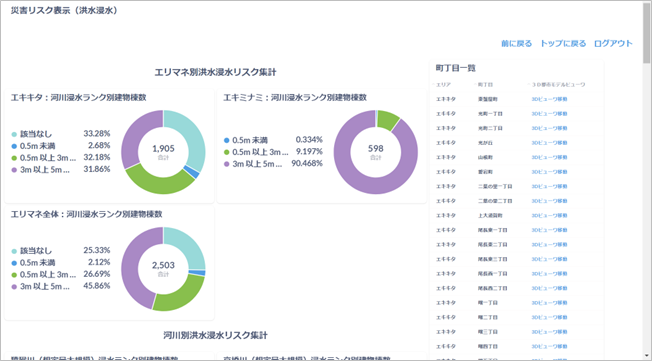 災害リスク表示（洪水浸水）
前に戻る トップに戻る ログアウト
エリマネ別洪水浸水リスク集計
エキキタ：河川浸水ランク別建物棟数
該当なし 33.28%
0.5m 未満 2.68%
0.5m 以上 3m ... 32.18%
3m 以上 5m ... 31.86%
1,905
合計
エキミナミ：河川浸水ランク別建物棟数
0.5m 未満 0.334%
0.5m 以上 3m ... 9.197%
3m 以上 5m ... 90.468%
598
合計
エリマネ全体：河川浸水ランク別建物棟数
該当なし 25.33%
0.5m 未満 2.12%
0.5m 以上 3m ... 26.69%
3m 以上 5m ... 45.86%
2,503
合計
河川別洪水浸水リスク集計
町丁目一覧
エリア 町丁目 3D都市モデルビューワ
エキキタ 東蟹屋町 3Dビューワ移動
エキキタ 光町一丁目 3Dビューワ移動
エキキタ 光町二丁目 3Dビューワ移動
エキキタ 光が丘 3Dビューワ移動
エキキタ 山根町 3Dビューワ移動
エキキタ 愛宕町 3Dビューワ移動
エキキタ 二葉の里一丁目 3Dビューワ移動
エキキタ 二葉の里二丁目 3Dビューワ移動
エキキタ 上大須賀町 3Dビューワ移動
エキキタ 尾長東一丁目 3Dビューワ移動
エキキタ 尾長東二丁目 3Dビューワ移動
エキキタ 尾長東三丁目 3Dビューワ移動
エキキタ 尾長西一丁目 3Dビューワ移動
エキキタ 尾長西二丁目 3Dビューワ移動
エキキタ 曙一丁目 3Dビューワ移動
エキキタ 曙二丁目 3Dビューワ移動
エキキタ 曙三丁目 3Dビューワ移動
エキキタ 曙四丁目 3Dビューワ移動